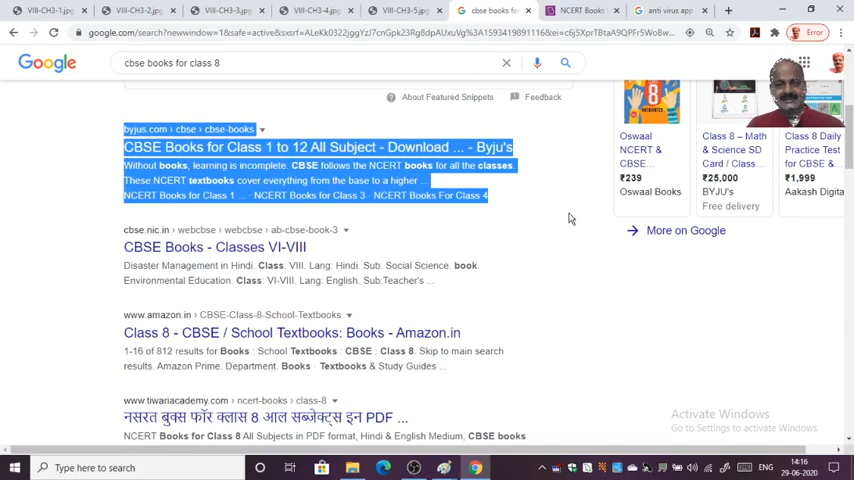 VIII-CH3-1.jpg
VIII-CH3-2.jpg
VIII-CH3-3.jpg
VIII-CH3-4.jpg
VIII-CH3-5.jpg
cbse books for
NCERT Books
anti virus app
google.com/search?newwindow=1&safe=active&sxsrf=
Error
Google
cbse books for class 8
About Featured Snippets
Feedback
byjus.com › cbse › cbse-books
CBSE Books for Class 1 to 12 All Subject - Download ... - Byju's
Without books, learning is incomplete. CBSE follows the NCERT books for all the classes.
These NCERT textbooks cover everything from the base to a higher ...
NCERT Books for Class 1 ... · NCERT Books for Class 3 · NCERT Books For Class 4
cbse.nic.in › webcbse › webcbse › ab-cbse-book-3
CBSE Books - Classes VI-VIII
Disaster Management in Hindi. Class: VIII. Lang: Hindi. Sub: Social Science. book.
Environmental Education. Class: VI-VIII. Lang: English. Sub:Teacher's ...
www.amazon.in › CBSE-Class-8-School-Textbooks
Class 8 - CBSE / School Textbooks: Books - Amazon.in
1-16 of 812 results for Books : School Textbooks : CBSE : Class 8. Skip to main search
results. Amazon Prime. Department. Books · Textbooks & Study Guides ...
www.tiwariacademy.com › ncert-books › class-8
नसरत बुक्स फॉर क्लास 8 आल सब्जेक्ट्स इन PDF ...
NCERT Books for Class 8 All Subjects in PDF format, Hindi & English Medium, CBSE books
Oswaal
NCERT &
CBSE...
₹239
Oswaal Books
Class 8 – Math
& Science SD
Card / Class...
₹25,000
BYJU'S
Free delivery
Class 8 Daily
Practice Test
for CBSE &...
₹1,999
Aakash Digita
More on Google
Activate Windows
Go to Settings to activate Windows.
Type here to search
ENG
14:16
29-06-2020